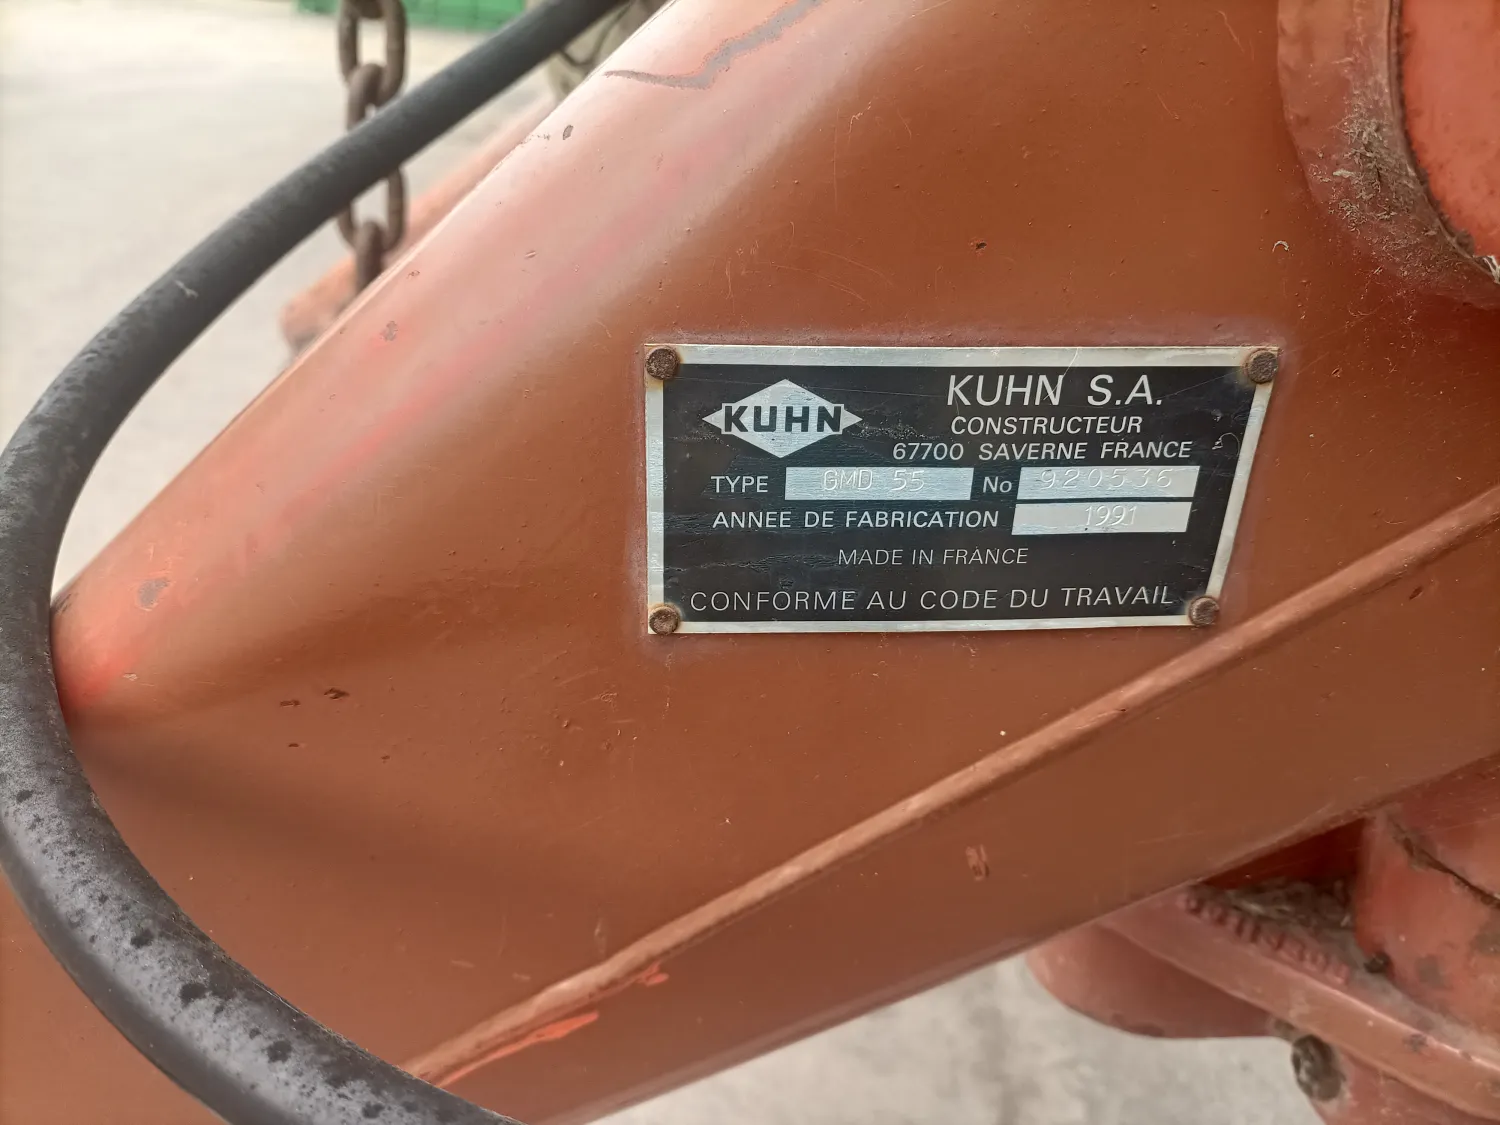 KUHN
KUHN S.A.
CONSTRUCTEUR
67700 SAVERNE FRANCE
TYPE GMD 55 No 920536
ANNEE DE FABRICATION 1991
MADE IN FRANCE
CONFORME AU CODE DU TRAVAIL